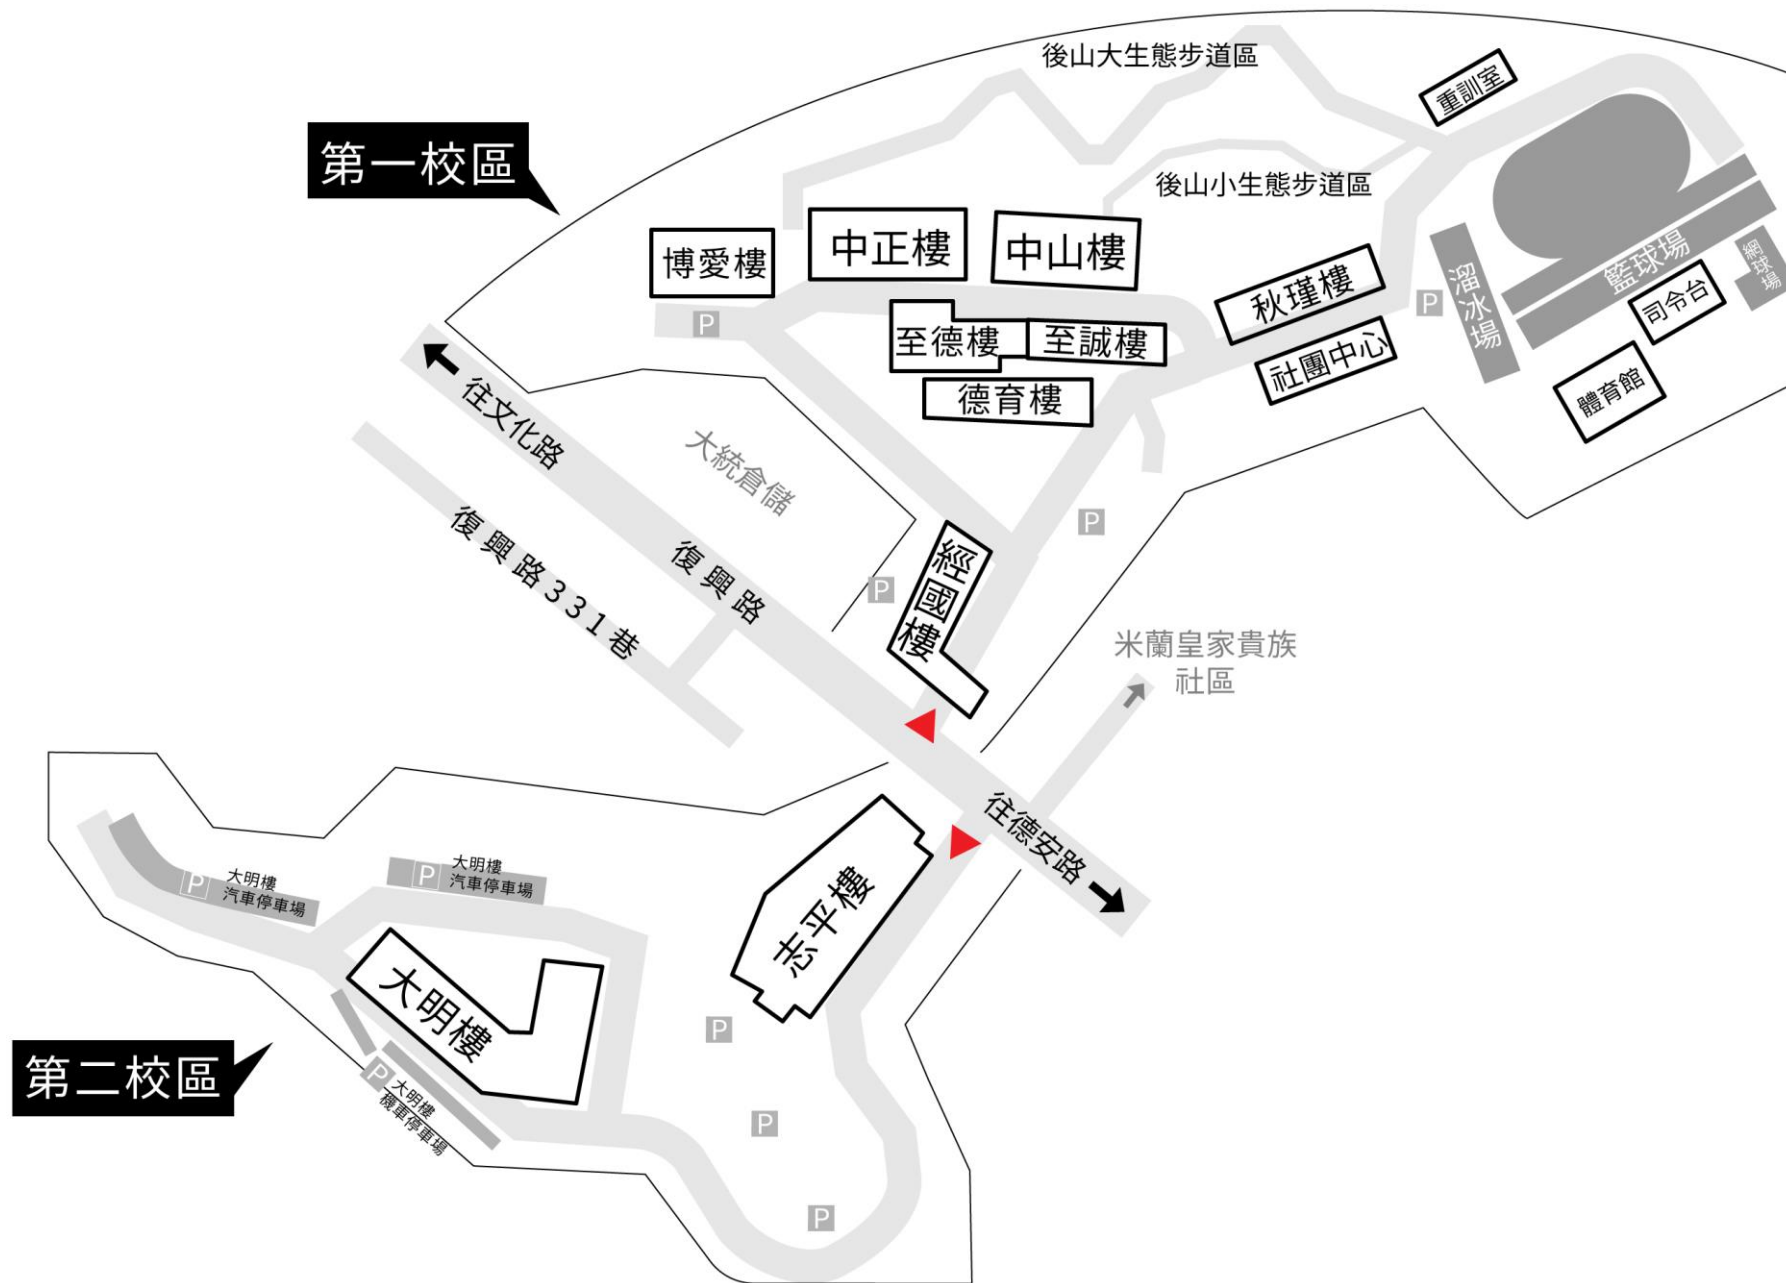 後山大生態步道區
重訓室
第一校區
後山小生態步道區
博愛樓
中正樓
中山樓
秋瑾樓
溜冰場
籃球場
網球場
司令台
P
P
至德樓
至誠樓
社團中心
德育樓
體育館
往文化路
大統倉儲
復興路331巷
復興路
P
P
經國樓
米蘭皇家貴族
社區
往德安路
大明樓
汽車停車場
P
大明樓
汽車停車場
P
志平樓
大明樓
P
第二校區
P
大明樓
機車停車場
P
P